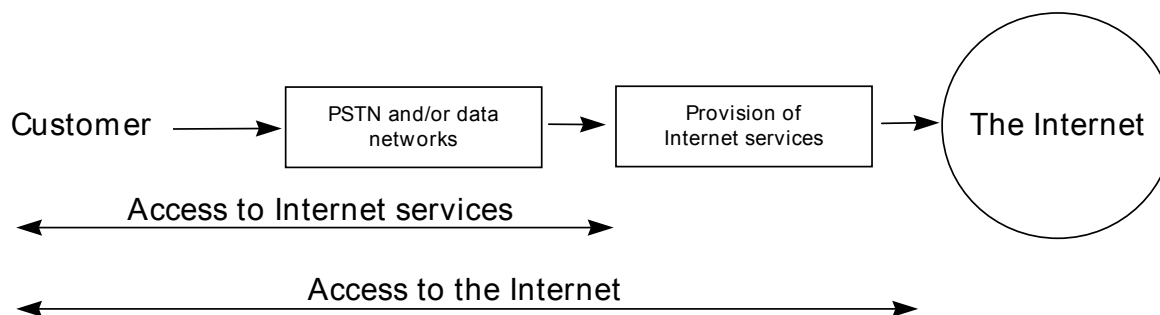 Customer
PSTN and/or data
networks
Provision of
Internet services
The Internet
Access to Internet services
Access to the Internet